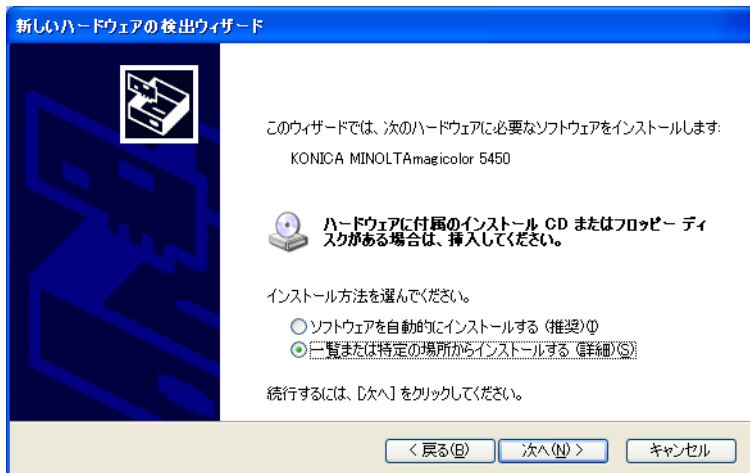 新しいハードウェアの検出ウィザード
このウィザードでは、次のハードウェアに必要なソフトウェアをインストールします:
KONICA MINOLTAmagicolor 5450
ハードウェアに付属のインストール CD またはフロッピー ディ
スクがある場合は、挿入してください。
インストール方法を選んでください。
ソフトウェアを自動的にインストールする (推奨)(I)
一覧または特定の場所からインストールする (詳細)(S)
続行するには、[次へ] をクリックしてください。
< 戻る(B) 次へ(N) > キャンセル